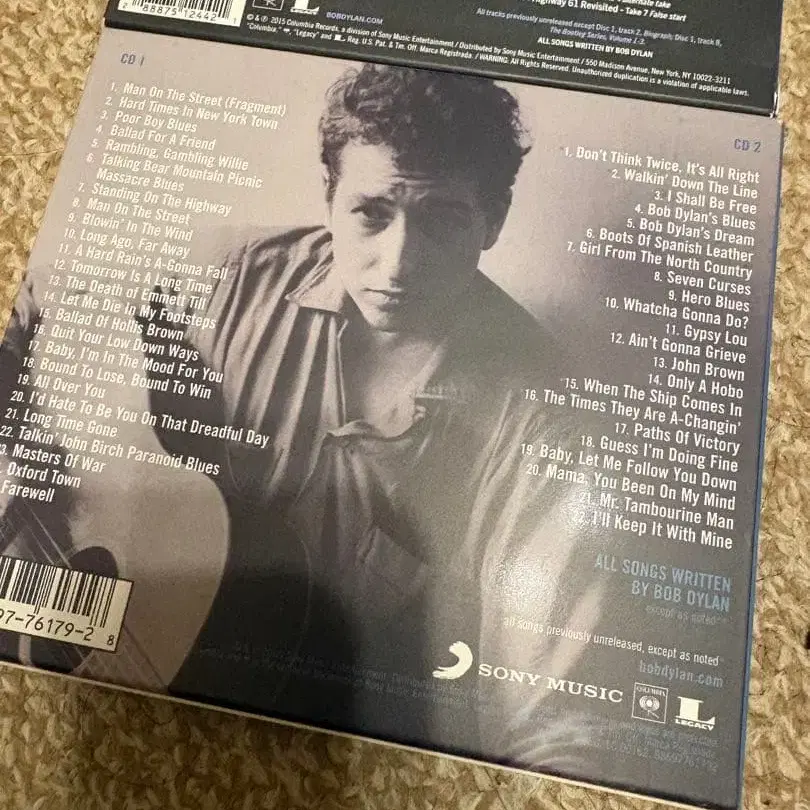 alternate take
Highway 61 Revisited - Take 7 False start
2 88875 12442 1
LEGACY
BOBDYLAN.COM
All tracks previously unreleased except Disc 1, track 2, Biograph; Disc 1, track 8,
The Bootleg Series, Volume 1-3.
ALL SONGS WRITTEN BY BOB DYLAN
© & ℗ 2015 Columbia Records, a division of Sony Music Entertainment / Distributed by Sony Music Entertainment / 550 Madison Avenue, New York, NY 10022-3211
"Columbia," "Legacy" and Reg. U.S. Pat. & Tm. Off. Marca Registrada. / WARNING: All Rights Reserved. Unauthorized duplication is a violation of applicable laws.
CD 1
1. Man On The Street (Fragment)
2. Hard Times In New York Town
3. Poor Boy Blues
4. Ballad For A Friend
5. Rambling, Gambling Willie
6. Talking Bear Mountain Picnic
Massacre Blues
7. Standing On The Highway
8. Man On The Street
9. Blowin' In The Wind
10. Long Ago, Far Away
11. A Hard Rain's A-Gonna Fall
12. Tomorrow Is A Long Time
13. The Death of Emmett Till
14. Let Me Die In My Footsteps
15. Ballad Of Hollis Brown
16. Quit Your Low Down Ways
17. Baby, I'm In The Mood For You
18. Bound To Lose, Bound To Win
19. All Over You
20. I'd Hate To Be You On That Dreadful Day
21. Long Time Gone
22. Talkin' John Birch Paranoid Blues
3. Masters Of War
. Oxford Town
Farewell
CD 2
*1. Don't Think Twice, It's All Right
2. Walkin' Down The Line
3. I Shall Be Free
4. Bob Dylan's Blues
5. Bob Dylan's Dream
6. Boots Of Spanish Leather
7. Girl From The North Country
8. Seven Curses
9. Hero Blues
10. Whatcha Gonna Do?
11. Gypsy Lou
12. Ain't Gonna Grieve
13. John Brown
14. Only A Hobo
*15. When The Ship Comes In
*16. The Times They Are A-Changin'
17. Paths Of Victory
18. Guess I'm Doing Fine
19. Baby, Let Me Follow You Down
20. Mama, You Been On My Mind
21. Mr. Tambourine Man
2. I'll Keep It With Mine
ALL SONGS WRITTEN
BY BOB DYLAN
except as noted**
all songs previously unreleased, except as noted*
bobdylan.com
97-76179-2 8
SONY MUSIC
COLUMBIA
LEGACY